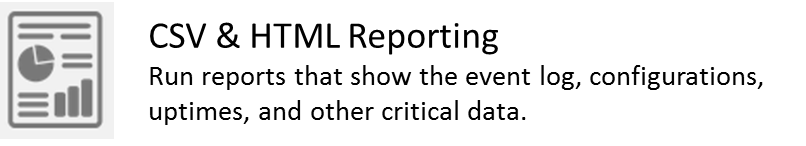 CSV & HTML Reporting
Run reports that show the event log, configurations,
uptimes, and other critical data.